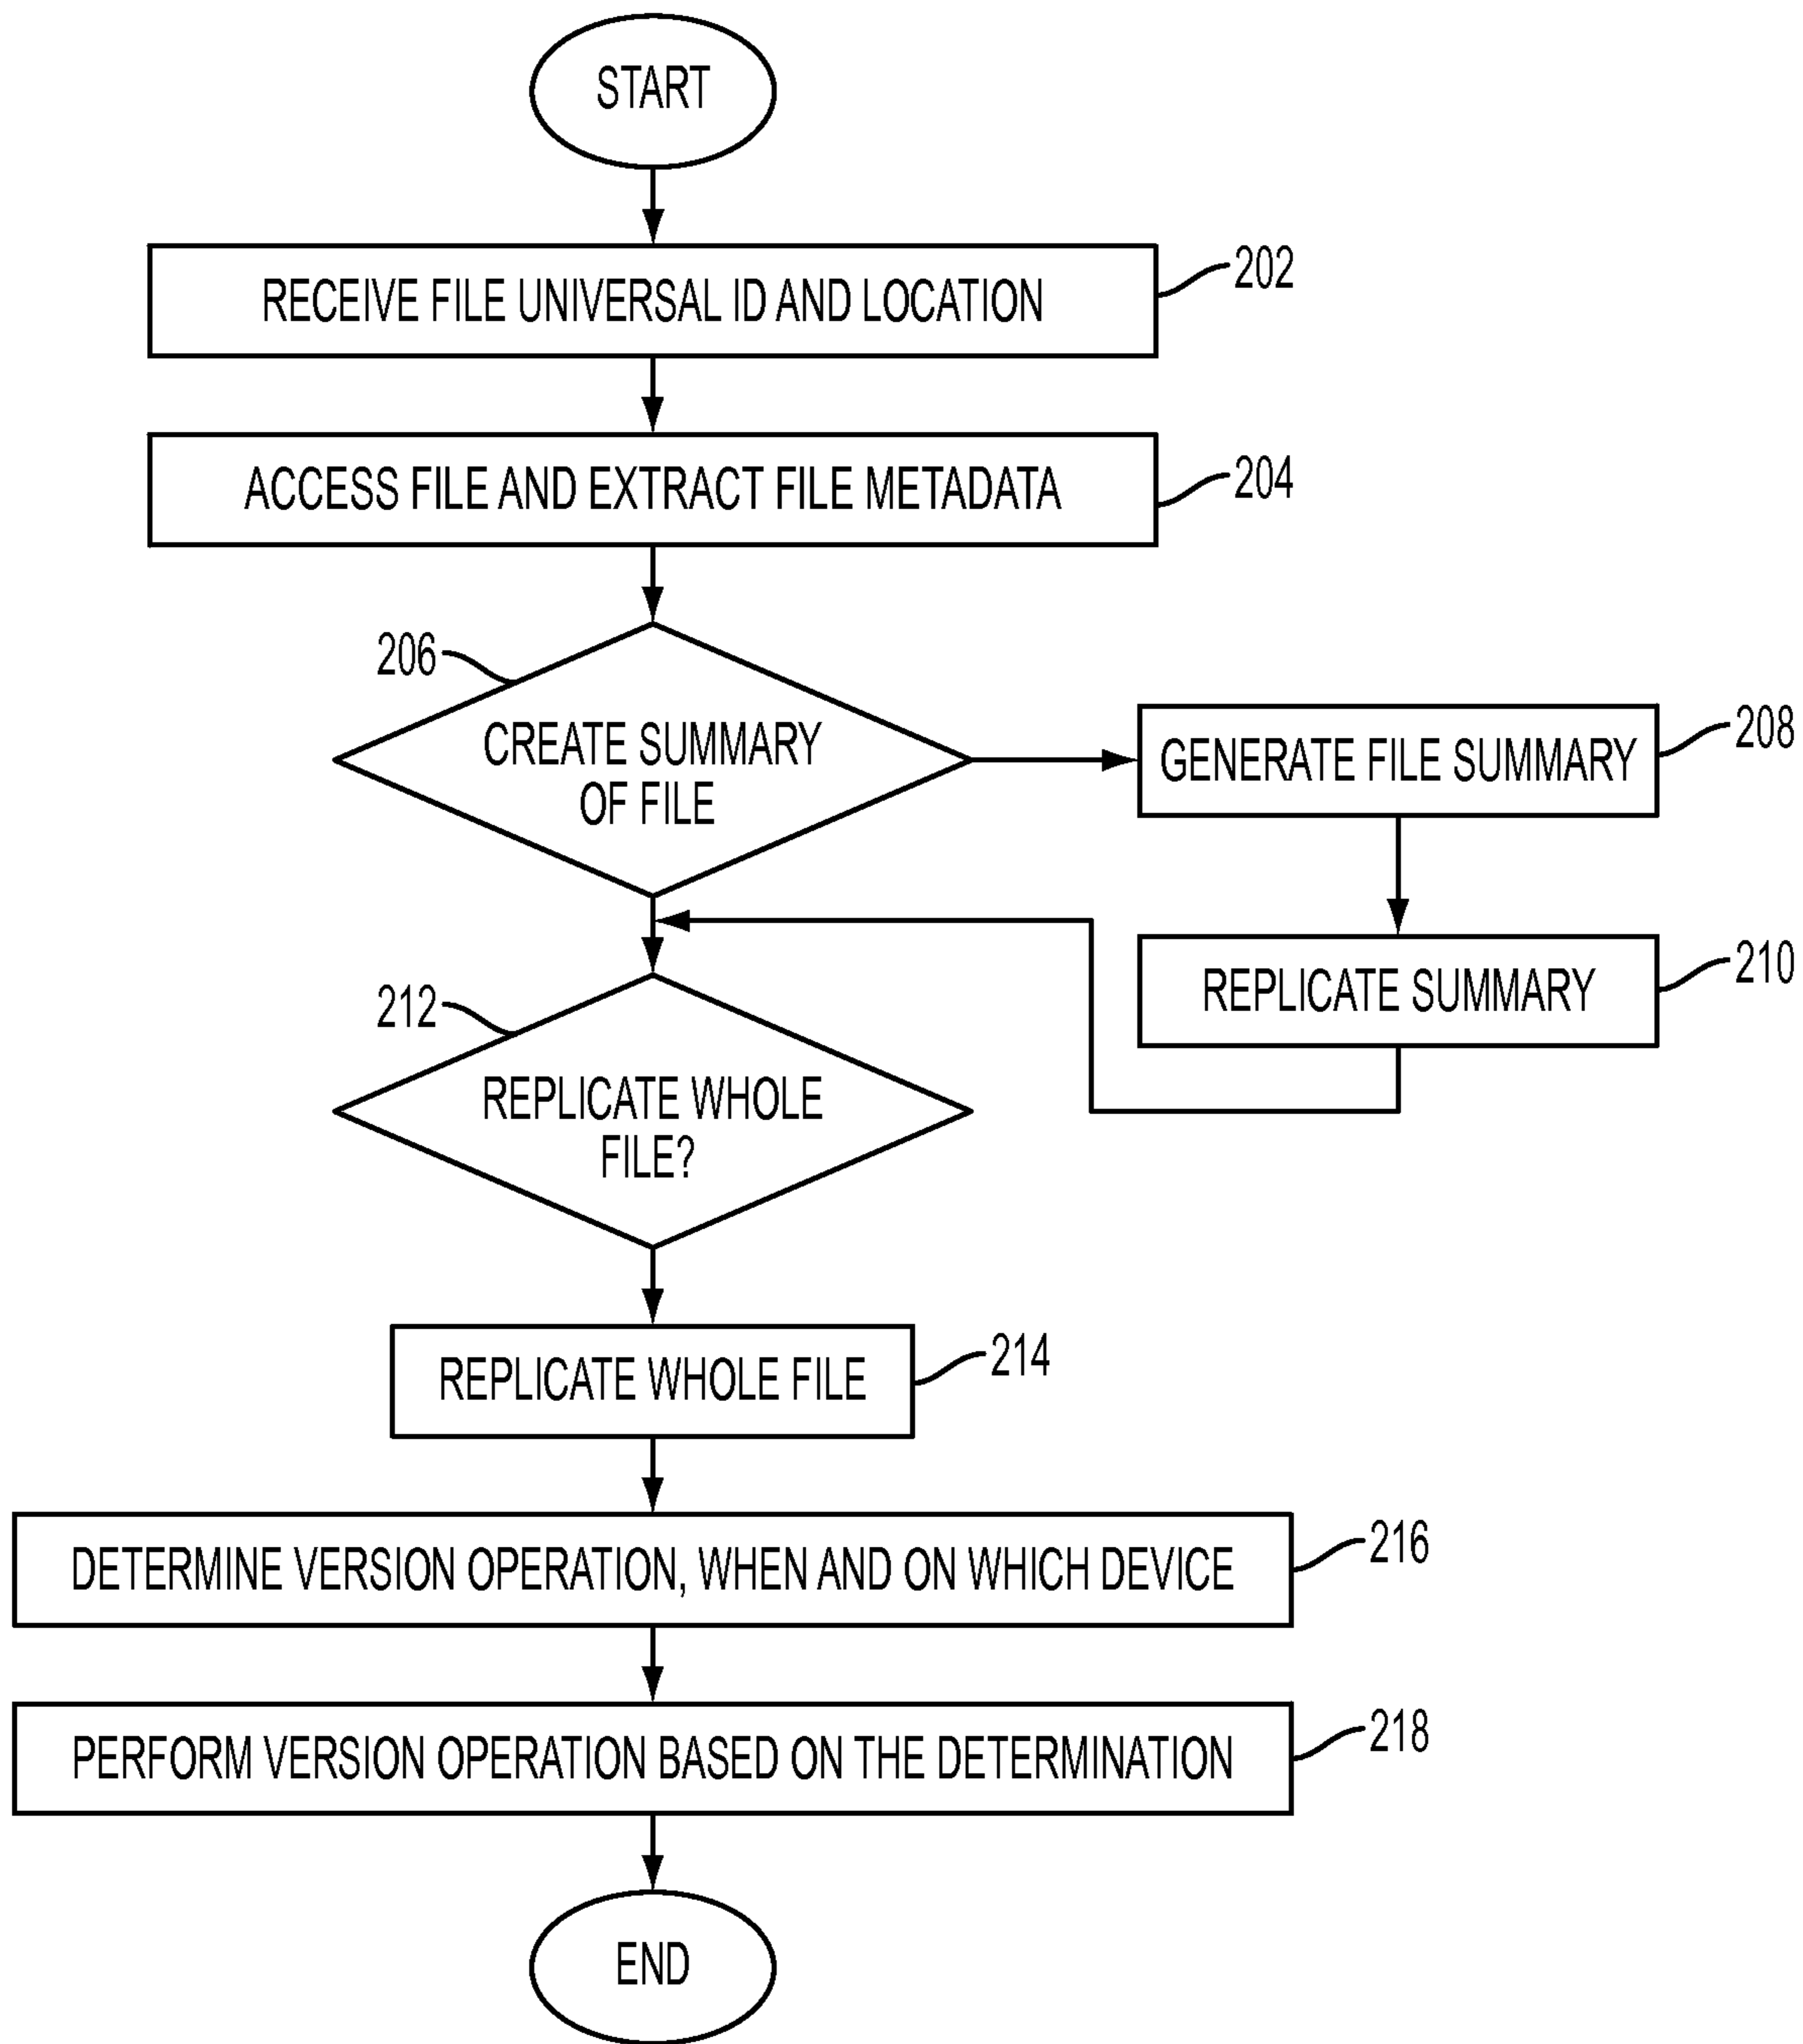 START
RECEIVE FILE UNIVERSAL ID AND LOCATION
202
ACCESS FILE AND EXTRACT FILE METADATA
204
206
CREATE SUMMARY
OF FILE
GENERATE FILE SUMMARY
208
REPLICATE SUMMARY
210
212
REPLICATE WHOLE
FILE?
REPLICATE WHOLE FILE
214
DETERMINE VERSION OPERATION, WHEN AND ON WHICH DEVICE
216
PERFORM VERSION OPERATION BASED ON THE DETERMINATION
218
END